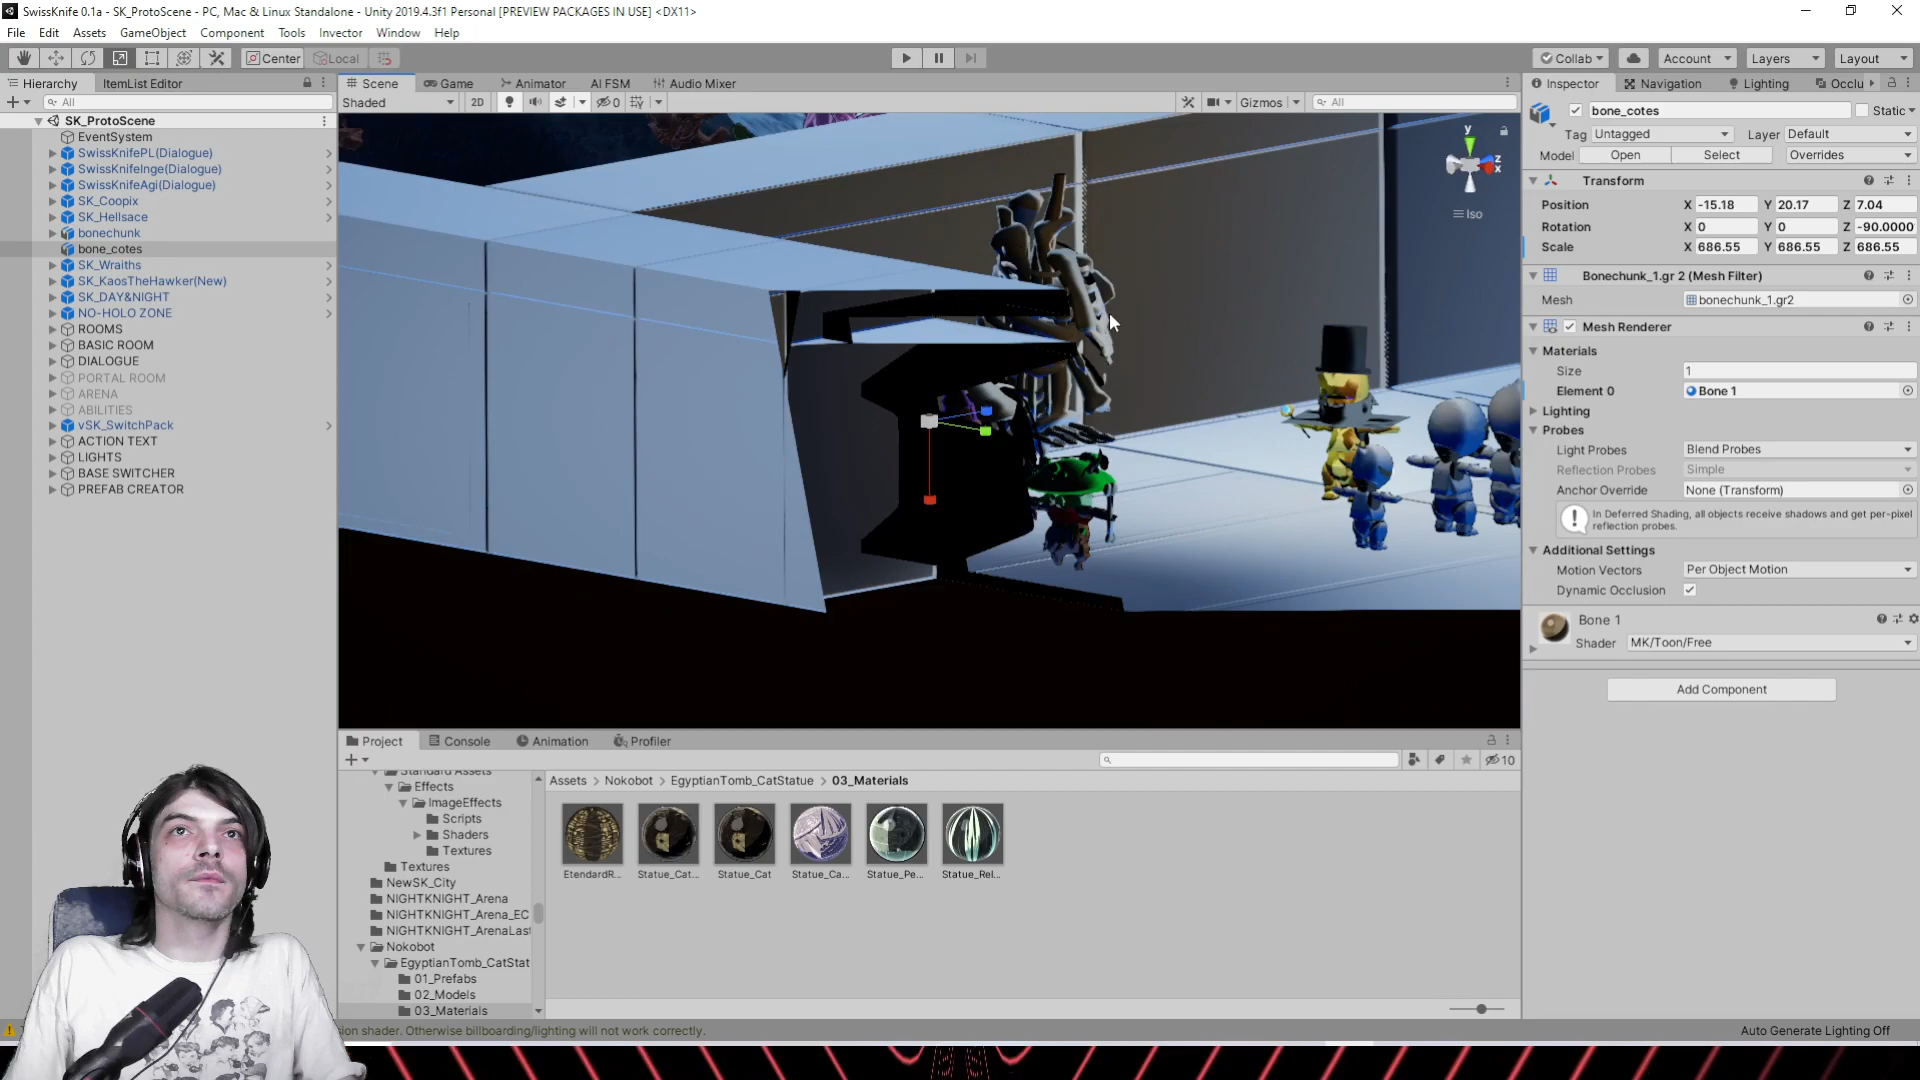 SwissKnife 0.1a - SK_ProtoScene - PC, Mac & Linux Standalone - Unity 2019.4.3f1 Personal [PREVIEW PACKAGES IN USE] <DX11>
File Edit Assets GameObject Component Tools Invector Window Help
Center Local Collab Account Layers Layout
Hierarchy ItemList Editor
All
SK_ProtoScene
EventSystem
SwissKnifePL(Dialogue)
SwissKnifeInge(Dialogue)
SwissKnifeAgi(Dialogue)
SK_Coopix
SK_Hellsace
bonechunk
bone_cotes
SK_Wraiths
SK_KaosTheHawker(New)
SK_DAY&NIGHT
NO-HOLO ZONE
ROOMS
BASIC ROOM
DIALOGUE
PORTAL ROOM
ARENA
ABILITIES
vSK_SwitchPack
ACTION TEXT
LIGHTS
BASE SWITCHER
PREFAB CREATOR
Scene Game Animator AI FSM Audio Mixer
Shaded 2D 0 Gizmos All
y
z
x
Iso
Inspector Navigation Lighting Occlu
bone_cotes Static
Tag Untagged Layer Default
Model Open Select Overrides
Transform
Position X -15.18 Y 20.17 Z 7.04
Rotation X 0 Y 0 Z -90.0000
Scale X 686.55 Y 686.55 Z 686.55
Bonechunk_1.gr 2 (Mesh Filter)
Mesh bonechunk_1.gr2
Mesh Renderer
Materials
Size 1
Element 0 Bone 1
Lighting
Probes
Light Probes Blend Probes
Reflection Probes Simple
Anchor Override None (Transform)
In Deferred Shading, all objects receive shadows and get per-pixel
reflection probes.
Additional Settings
Motion Vectors Per Object Motion
Dynamic Occlusion
Bone 1
Shader MK/Toon/Free
Add Component
Project Console Animation Profiler
10
Standard Assets
Effects
ImageEffects
Scripts
Shaders
Textures
Textures
NewSK_City
NIGHTKNIGHT_Arena
NIGHTKNIGHT_Arena_EC
NIGHTKNIGHT_ArenaLast
Nokobot
EgyptianTomb_CatStat
01_Prefabs
02_Models
03_Materials
Assets Nokobot EgyptianTomb_CatStatue 03_Materials
EtendardR... Statue_Cat... Statue_Cat Statue_Ca... Statue_Pe... Statue_Rel...
sion shader. Otherwise billboarding/lighting will not work correctly.
Auto Generate Lighting Off